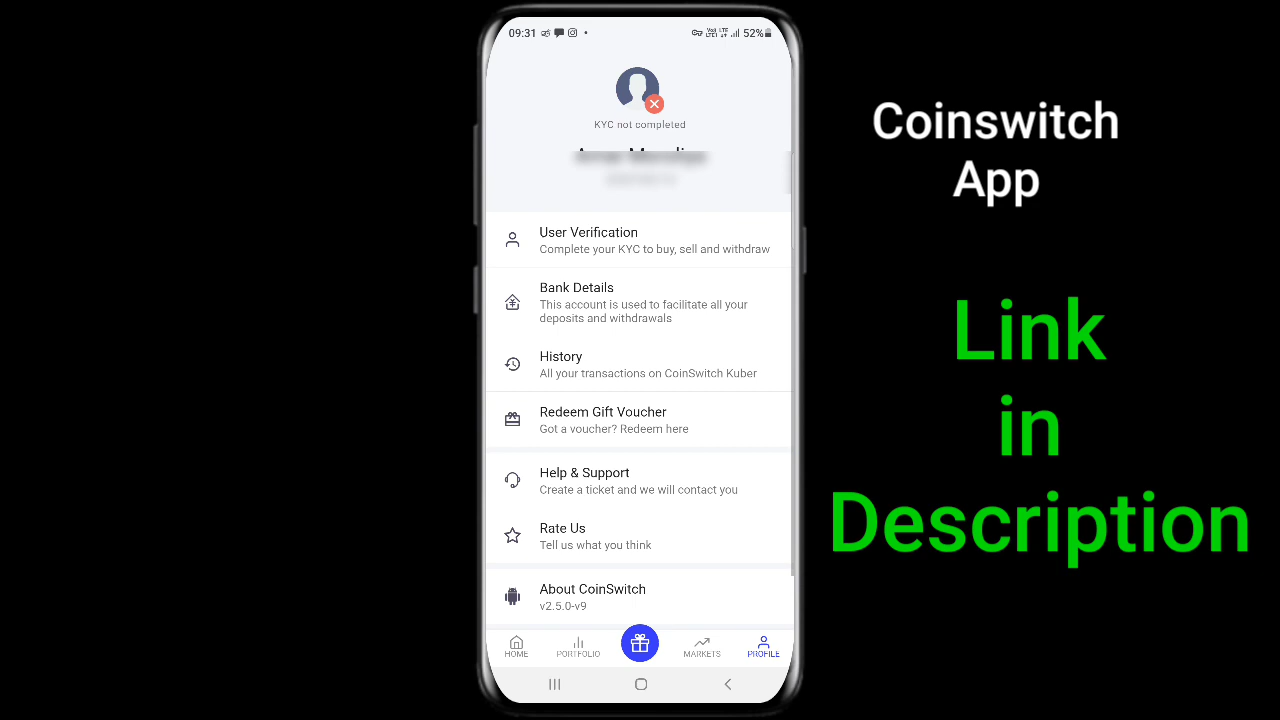 09:31
52%
KYC not completed
User Verification
Complete your KYC to buy, sell and withdraw
Bank Details
This account is used to facilitate all your
deposits and withdrawals
History
All your transactions on CoinSwitch Kuber
Redeem Gift Voucher
Got a voucher? Redeem here
Help & Support
Create a ticket and we will contact you
Rate Us
Tell us what you think
About CoinSwitch
v2.5.0-v9
HOME
PORTFOLIO
MARKETS
PROFILE
Coinswitch
App
Link
in
Description